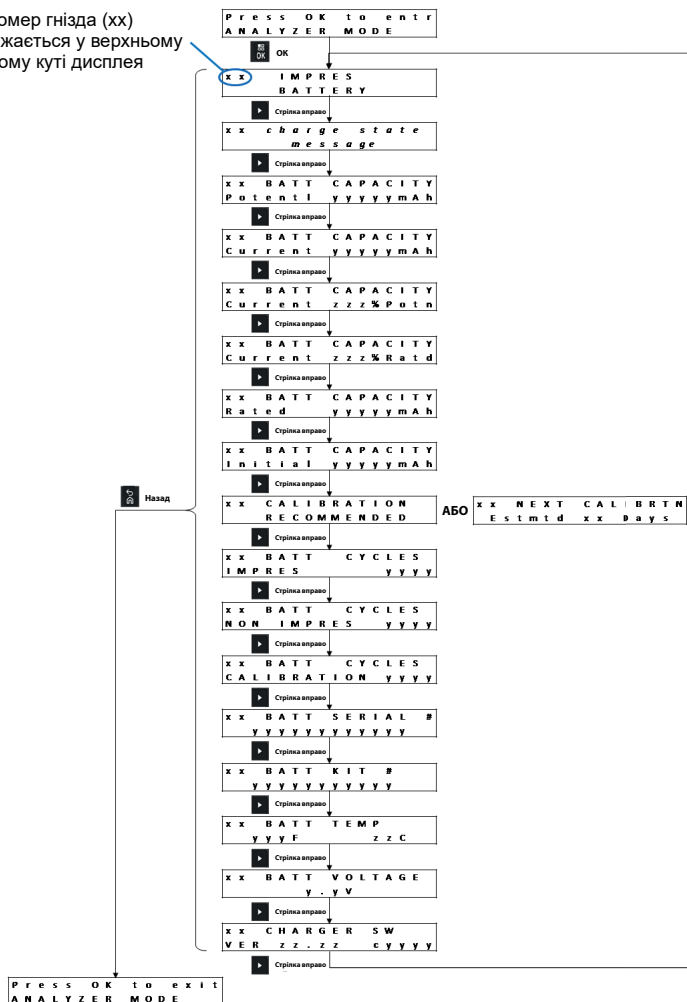 омер гнізда (xx)
жається у верхньому
ому куті дисплея
Press OK to entr
ANALYZER MODE
OK
OK
xx IMPRES
BATTERY
Стрілка вправо
xx charge state
message
Стрілка вправо
xx BATT CAPACITY
Potentl yyyyymAh
Стрілка вправо
xx BATT CAPACITY
Current yyyyymAh
Стрілка вправо
xx BATT CAPACITY
Current zzz%Potn
Стрілка вправо
xx BATT CAPACITY
Current zzz%Ratd
Стрілка вправо
xx BATT CAPACITY
Rated yyyyymAh
Стрілка вправо
xx BATT CAPACITY
Initial yyyyymAh
Стрілка вправо
Назад
xx CALIBRATION
RECOMMENDED
АБО
xx NEXT CALIBRTN
Estmtd xx Days
Стрілка вправо
xx BATT CYCLES
IMPRES yyyy
Стрілка вправо
xx BATT CYCLES
NON IMPRES yyyy
Стрілка вправо
xx BATT CYCLES
CALIBRATION yyyy
Стрілка вправо
xx BATT SERIAL #
yyyyyyyyyyyy
Стрілка вправо
xx BATT KIT #
yyyyyyyyyyy
Стрілка вправо
xx BATT TEMP
yyyF zzC
Стрілка вправо
xx BATT VOLTAGE
y.yV
Стрілка вправо
xx CHARGER SW
VER zz.zz cyyyy
Стрілка вправо
Press OK to exit
ANALYZER MODE